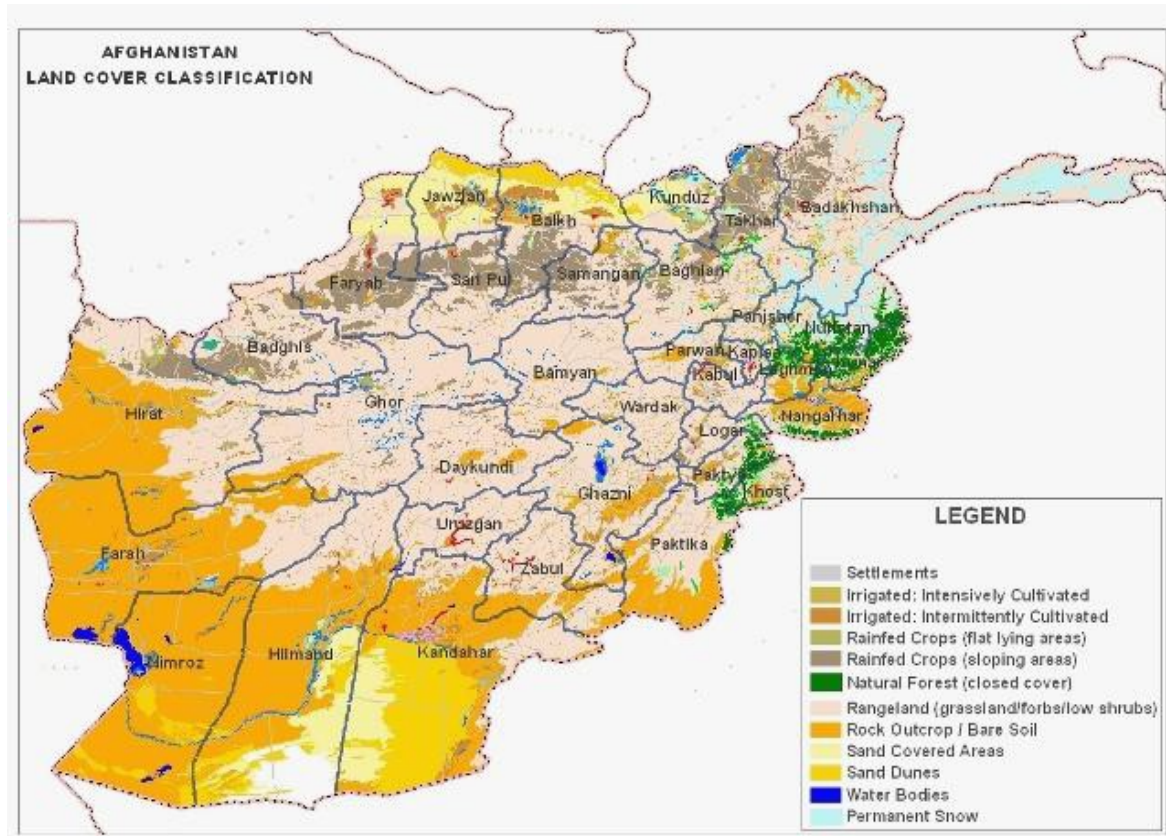 AFGHANISTAN
LAND COVER CLASSIFICATION
Jawzjan
Balkh
Kunduz
Takhar
Badakhshan
Faryab
Sari Pul
Samangan
Baghlan
Panjsher
Nuristan
Badghis
Parwan
Kapisa
Kunar
Bamyan
Kabul
Laghman
Hirat
Ghor
Wardak
Nangarhar
Logar
Daykundi
Paktya
Ghazni
Khost
Uruzgan
Paktika
Farah
Zabul
Nimroz
Hilmand
Kandahar
LEGEND
Settlements
Irrigated: Intensively Cultivated
Irrigated: Intermittently Cultivated
Rainfed Crops (flat lying areas)
Rainfed Crops (sloping areas)
Natural Forest (closed cover)
Rangeland (grassland/forbs/low shrubs)
Rock Outcrop / Bare Soil
Sand Covered Areas
Sand Dunes
Water Bodies
Permanent Snow